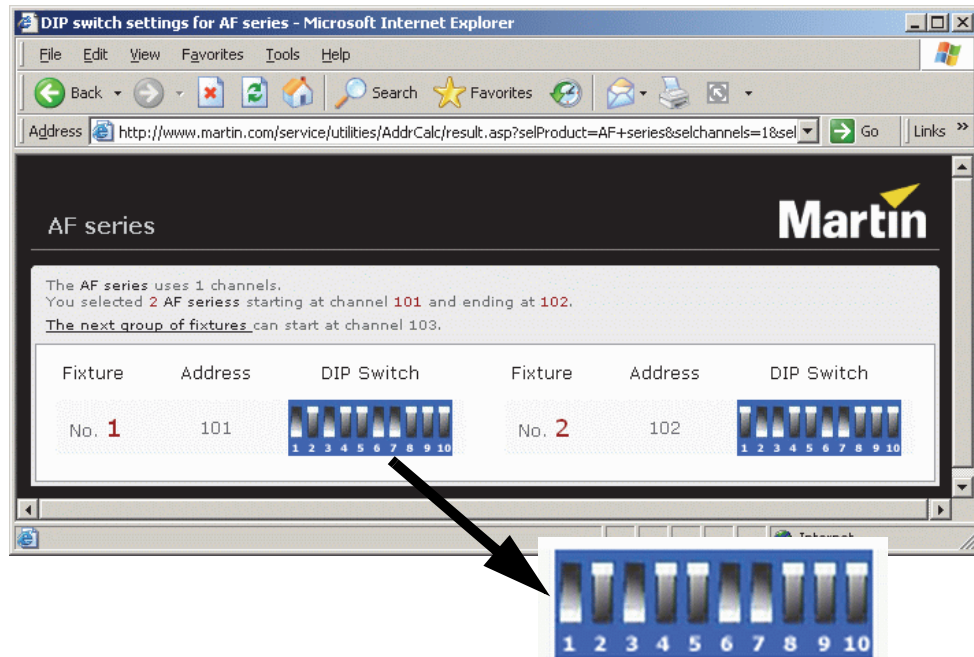 DIP switch settings for AF series - Microsoft Internet Explorer
File Edit View Favorites Tools Help
Back Search Favorites
Address http://www.martin.com/service/utilities/AddrCalc/result.asp?selProduct=AF+series&selchannels=1&sel Go Links »
AF series
Martin
The AF series uses 1 channels.
You selected 2 AF seriess starting at channel 101 and ending at 102.
The next group of fixtures can start at channel 103.
Fixture Address DIP Switch Fixture Address DIP Switch
No. 1 101 No. 2 102
1 2 3 4 5 6 7 8 9 10 1 2 3 4 5 6 7 8 9 10
Internet
1 2 3 4 5 6 7 8 9 10